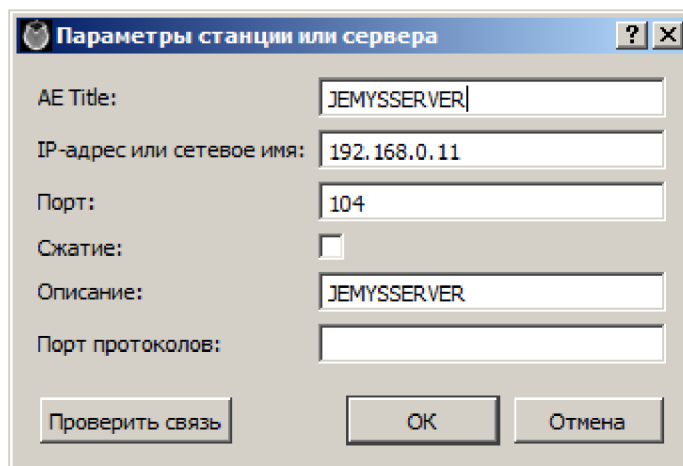 Параметры станции или сервера
AE Title: JEMYSSERVER
IP-адрес или сетевое имя: 192.168.0.11
Порт: 104
Сжатие:
Описание: JEMYSSERVER
Порт протоколов:
Проверить связь OK Отмена